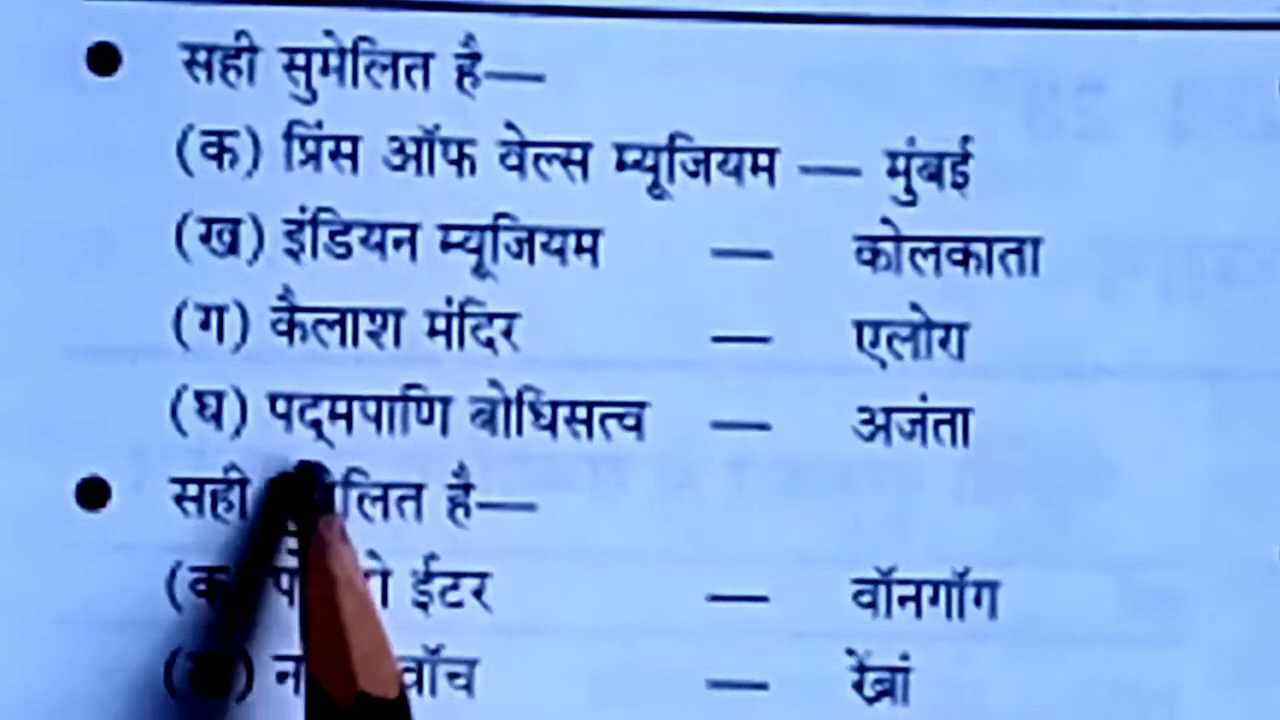 ● सही सुमेलित है—
(क) प्रिंस ऑफ वेल्स म्यूजियम — मुंबई
(ख) इंडियन म्यूजियम — कोलकाता
(ग) कैलाश मंदिर — एलोरा
(घ) पद्मपाणि बोधिसत्व — अजंता
● सही है—
(क) ईटर — वॉनगॉग
वॉच — रेंब्रां